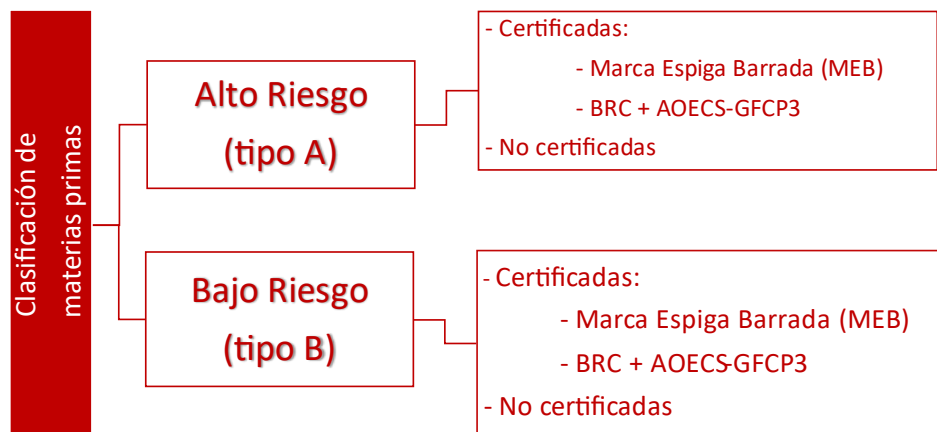 Clasificación de
materias primas
Alto Riesgo
(tipo A)
- Certificadas:
- Marca Espiga Barrada (MEB)
- BRC + AOECS-GFCP3
- No certificadas
Bajo Riesgo
(tipo B)
- Certificadas:
- Marca Espiga Barrada (MEB)
- BRC + AOECS-GFCP3
- No certificadas